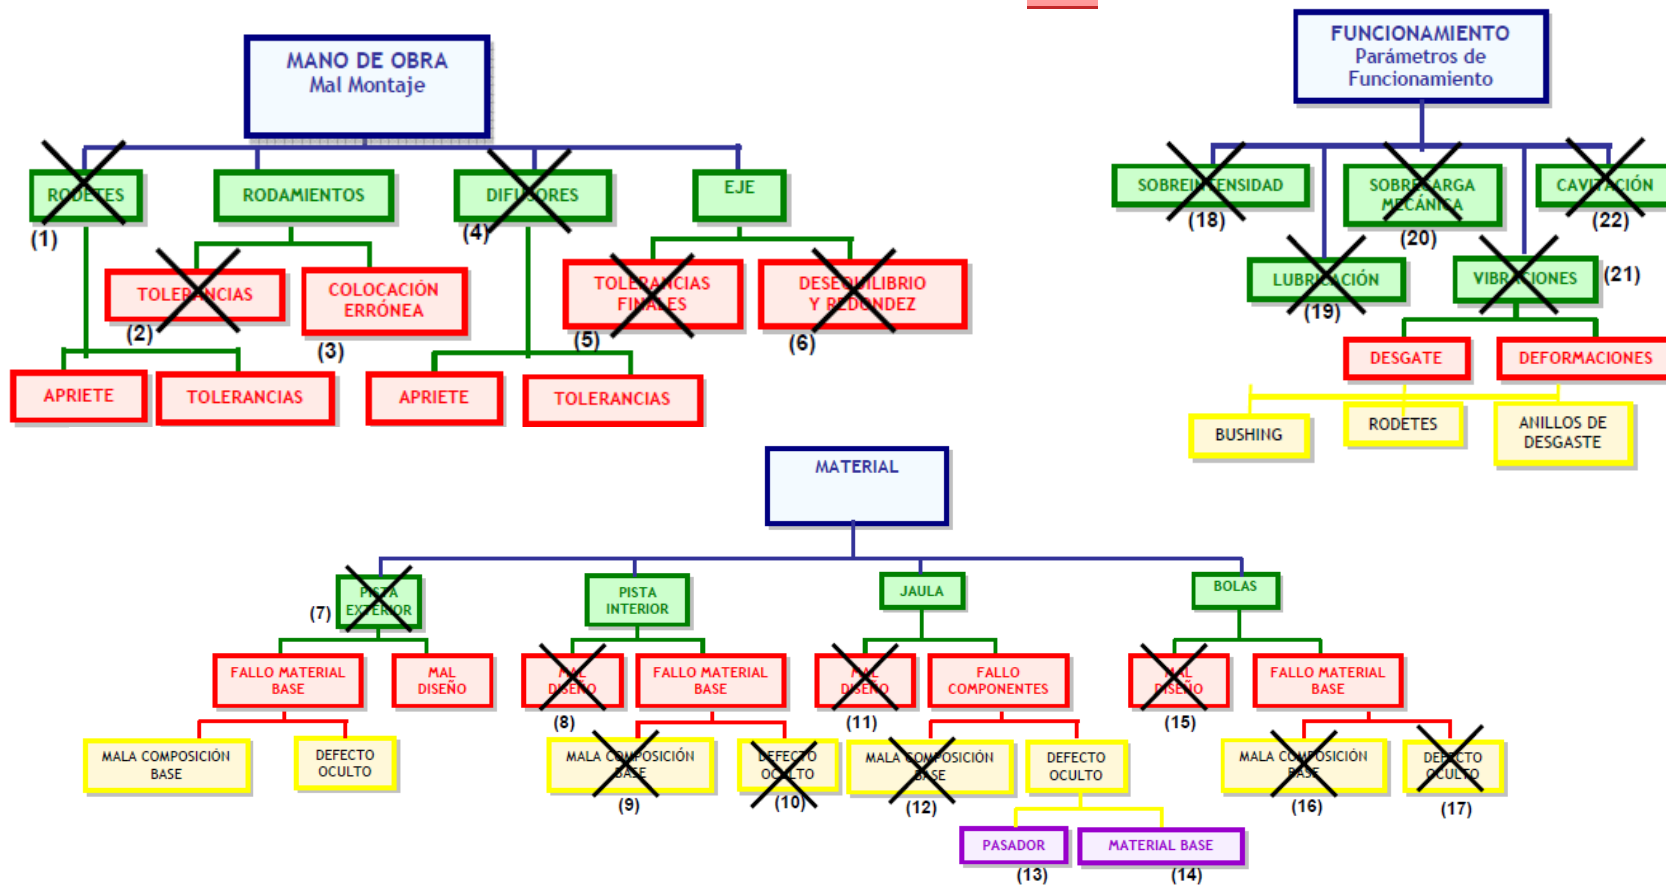 MANO DE OBRA
Mal Montaje
RODETES
(1)
RODAMIENTOS
DIFUSORES
(4)
EJE
TOLERANCIAS
(2)
COLOCACIÓN
ERRÓNEA
(3)
TOLERANCIAS
FINALES
(5)
DESEQUILIBRIO
Y REDONDEZ
(6)
APRIETE
TOLERANCIAS
APRIETE
TOLERANCIAS
FUNCIONAMIENTO
Parámetros de
Funcionamiento
SOBREINTENSIDAD
(18)
SOBRECARGA
MECÁNICA
(20)
CAVITACIÓN
(22)
LUBRICACIÓN
(19)
VIBRACIONES
(21)
DESGATE
DEFORMACIONES
BUSHING
RODETES
ANILLOS DE
DESGASTE
MATERIAL
(7)
PISTA
EXTERIOR
PISTA
INTERIOR
JAULA
BOLAS
FALLO MATERIAL
BASE
MAL
DISEÑO
MAL
DISEÑO
(8)
FALLO MATERIAL
BASE
MAL
DISEÑO
(11)
FALLO
COMPONENTES
MAL
DISEÑO
(15)
FALLO MATERIAL
BASE
MALA COMPOSICIÓN
BASE
DEFECTO
OCULTO
MALA COMPOSICIÓN
BASE
(9)
DEFECTO
OCULTO
(10)
MALA COMPOSICIÓN
BASE
(12)
DEFECTO
OCULTO
MALA COMPOSICIÓN
BASE
(16)
DEFECTO
OCULTO
(17)
PASADOR
(13)
MATERIAL BASE
(14)